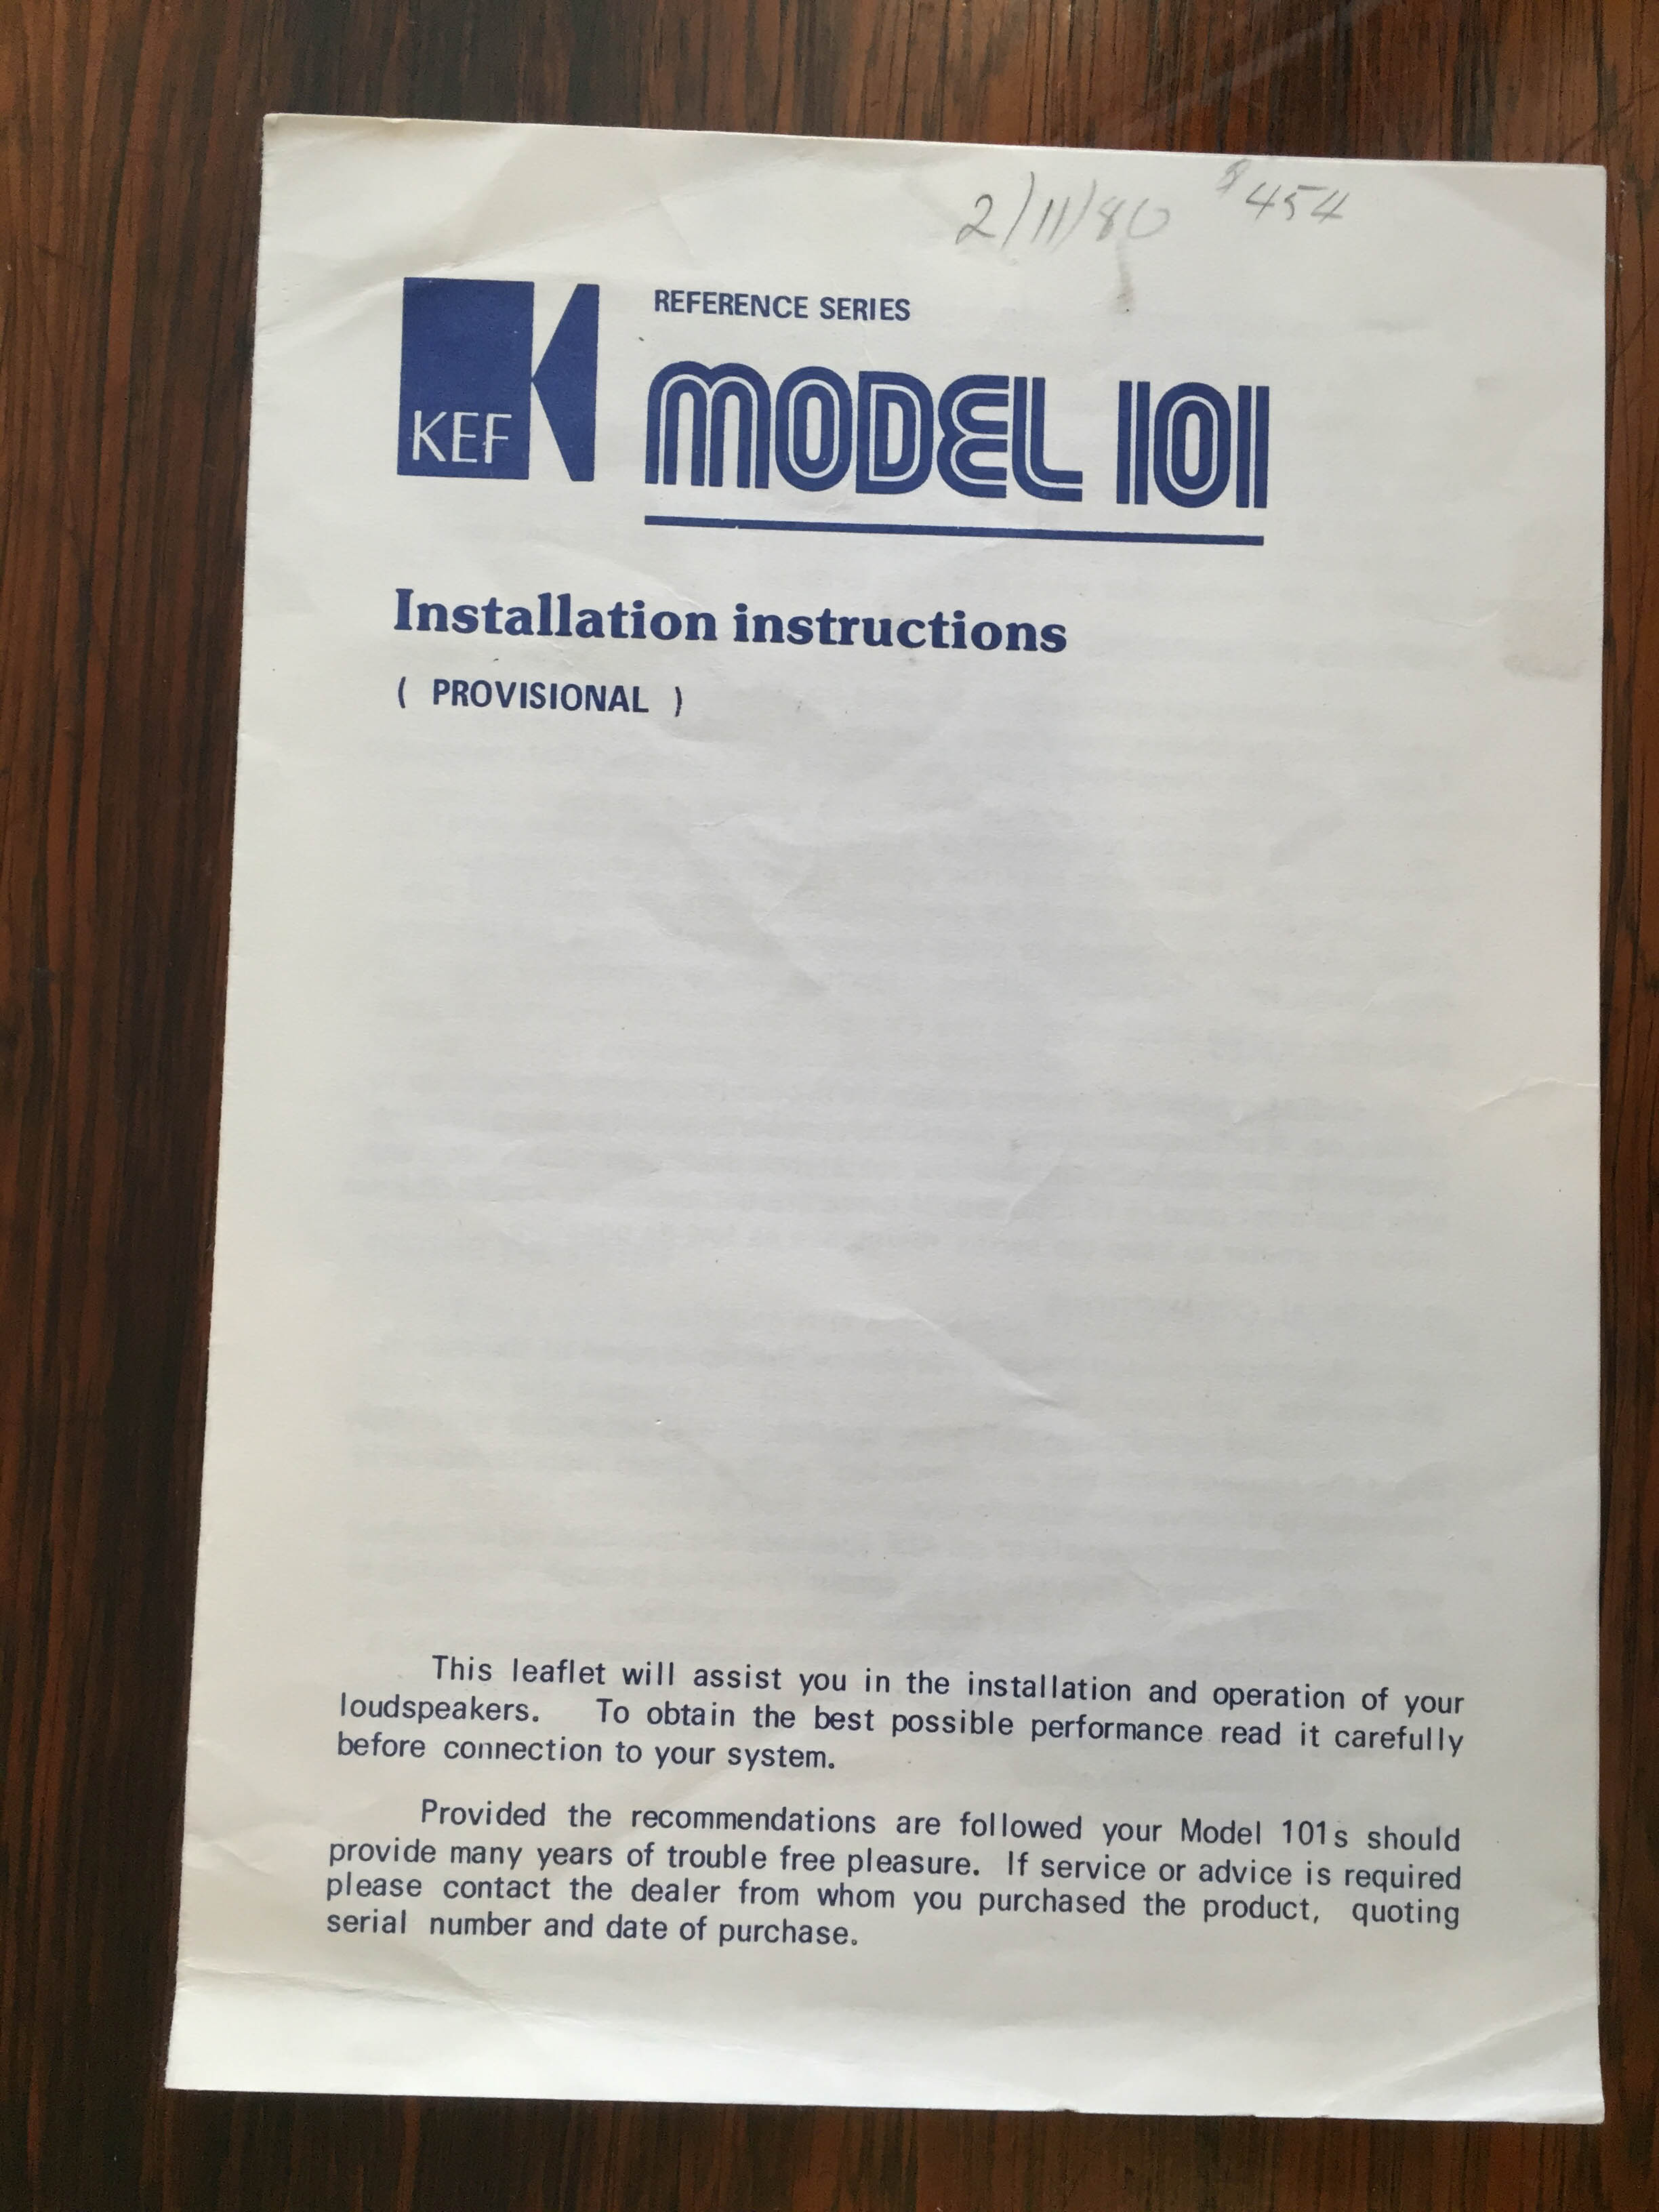 2/11/80 $454
KEF
REFERENCE SERIES
MODEL 101
Installation instructions
( PROVISIONAL )
This leaflet will assist you in the installation and operation of your
loudspeakers. To obtain the best possible performance read it carefully
before connection to your system.
Provided the recommendations are followed your Model 101s should
provide many years of trouble free pleasure. If service or advice is required
please contact the dealer from whom you purchased the product, quoting
serial number and date of purchase.